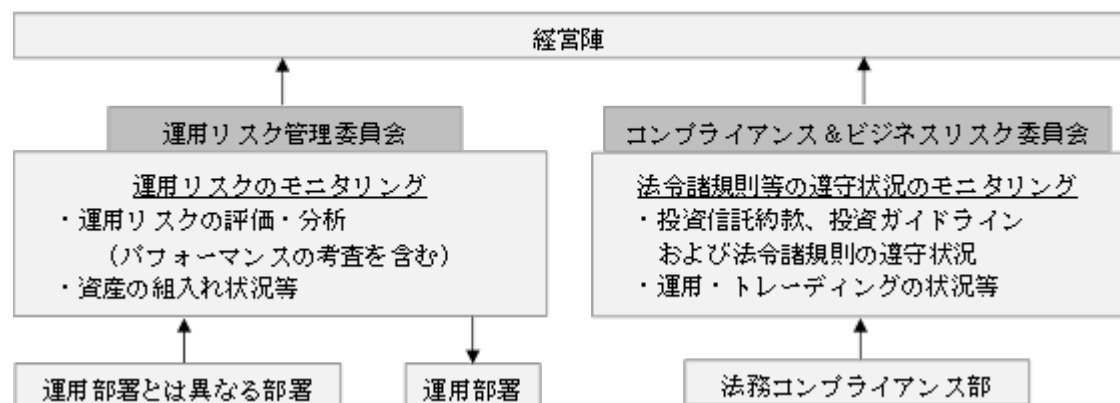 経営陣
運用リスク管理委員会
運用リスクのモニタリング
・運用リスクの評価・分析
（パフォーマンスの考査を含む）
・資産の組入れ状況等
コンプライアンス＆ビジネスリスク委員会
法令諸規則等の遵守状況のモニタリング
・投資信託約款、投資ガイドライン
および法令諸規則の遵守状況
・運用・トレーディングの状況等
運用部署とは異なる部署
運用部署
法務コンプライアンス部